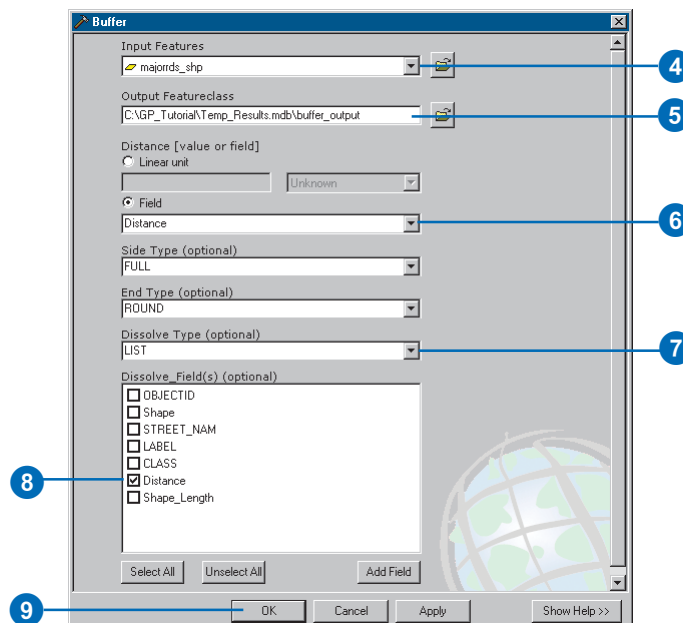 Buffer
Input Features
majorrds_shp
4
Output Featureclass
C:\GP_Tutorial\Temp_Results.mdb\buffer_output
5
Distance [value or field]
Linear unit
Unknown
Field
Distance
6
Side Type (optional)
FULL
End Type (optional)
ROUND
Dissolve Type (optional)
LIST
7
Dissolve_Field(s) (optional)
OBJECTID
Shape
STREET_NAM
LABEL
CLASS
8
Distance
Shape_Length
Select All Unselect All Add Field
9
OK Cancel Apply Show Help >>